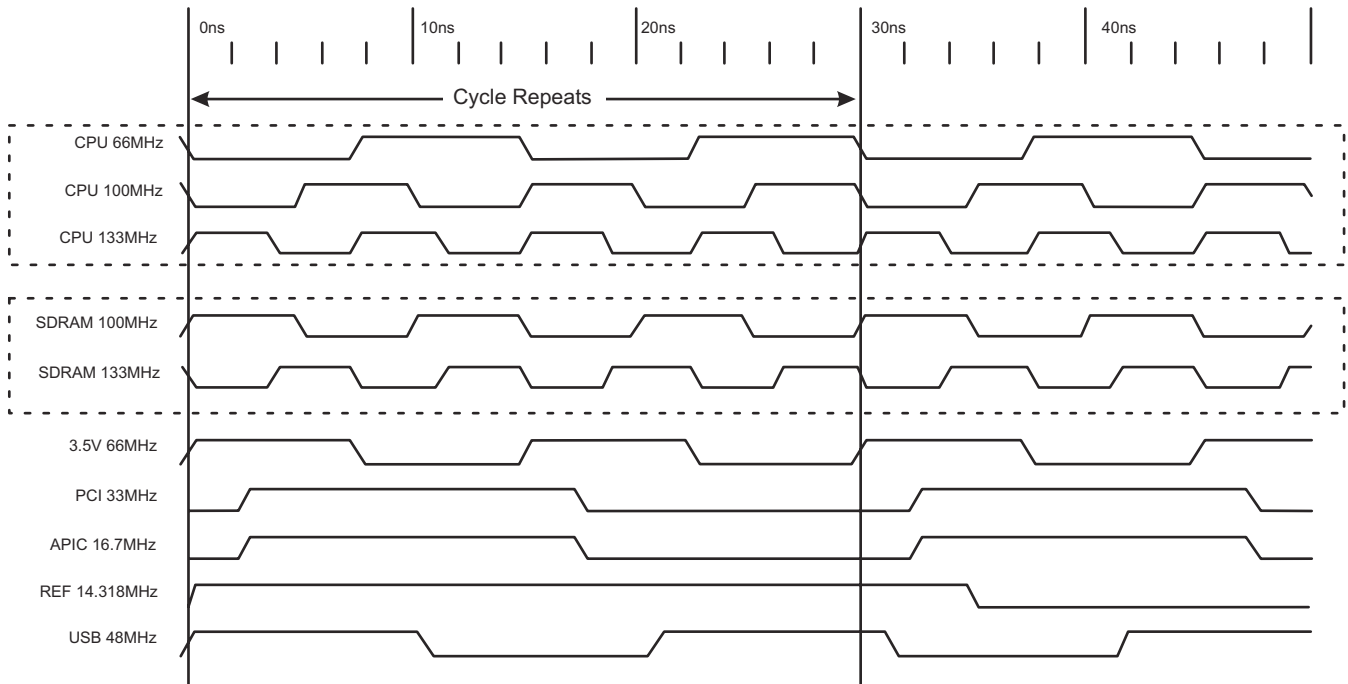 0ns 10ns 20ns 30ns 40ns
Cycle Repeats
CPU 66MHz
CPU 100MHz
CPU 133MHz
SDRAM 100MHz
SDRAM 133MHz
3.5V 66MHz
PCI 33MHz
APIC 16.7MHz
REF 14.318MHz
USB 48MHz